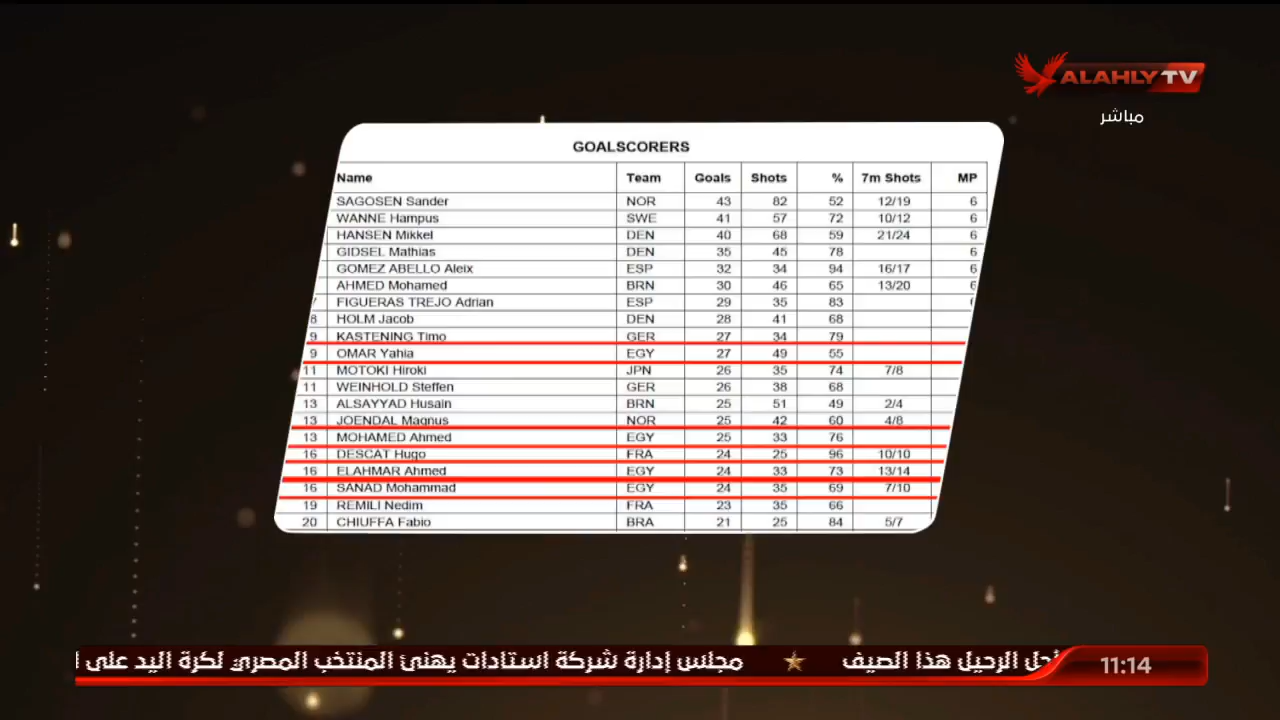 ALAHLY TV
مباشر
GOALSCORERS
Name Team Goals Shots % 7m Shots MP
SAGOSEN Sander NOR 43 82 52 12/19 6
WANNE Hampus SWE 41 57 72 10/12 6
HANSEN Mikkel DEN 40 68 59 21/24 6
GIDSEL Mathias DEN 35 45 78 6
GOMEZ ABELLO Aleix ESP 32 34 94 16/17 6
AHMED Mohamed BRN 30 46 65 13/20 6
7 FIGUERAS TREJO Adrian ESP 29 35 83
8 HOLM Jacob DEN 28 41 68
9 KASTENING Timo GER 27 34 79
9 OMAR Yahia EGY 27 49 55
11 MOTOKI Hiroki JPN 26 35 74 7/8
11 WEINHOLD Steffen GER 26 38 68
13 ALSAYYAD Husain BRN 25 51 49 2/4
13 JOENDAL Magnus NOR 25 42 60 4/8
13 MOHAMED Ahmed EGY 25 33 76
16 DESCAT Hugo FRA 24 25 96 10/10
16 ELAHMAR Ahmed EGY 24 33 73 13/14
16 SANAD Mohammad EGY 24 35 69 7/10
19 REMILI Nedim FRA 23 35 66
20 CHIUFFA Fabio BRA 21 25 84 5/7
الرحيل هذا الصيف ★ مجلس إدارة شركة استادات يهنئ المنتخب المصري لكرة اليد على
11:14